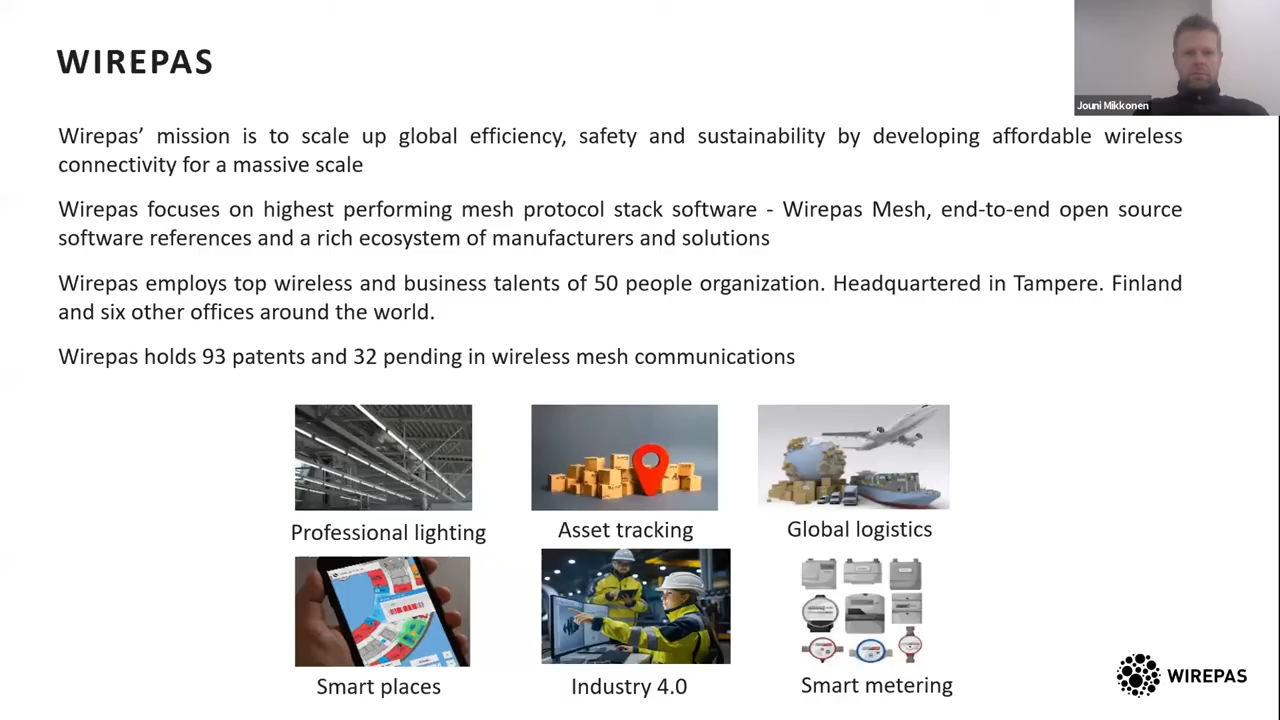 WIREPAS
Jouni Mikkonen
Wirepas’ mission is to scale up global efficiency, safety and sustainability by developing affordable wireless
connectivity for a massive scale
Wirepas focuses on highest performing mesh protocol stack software - Wirepas Mesh, end-to-end open source
software references and a rich ecosystem of manufacturers and solutions
Wirepas employs top wireless and business talents of 50 people organization. Headquartered in Tampere. Finland
and six other offices around the world.
Wirepas holds 93 patents and 32 pending in wireless mesh communications
Professional lighting
Asset tracking
Global logistics
Smart places
Industry 4.0
Smart metering
WIREPAS